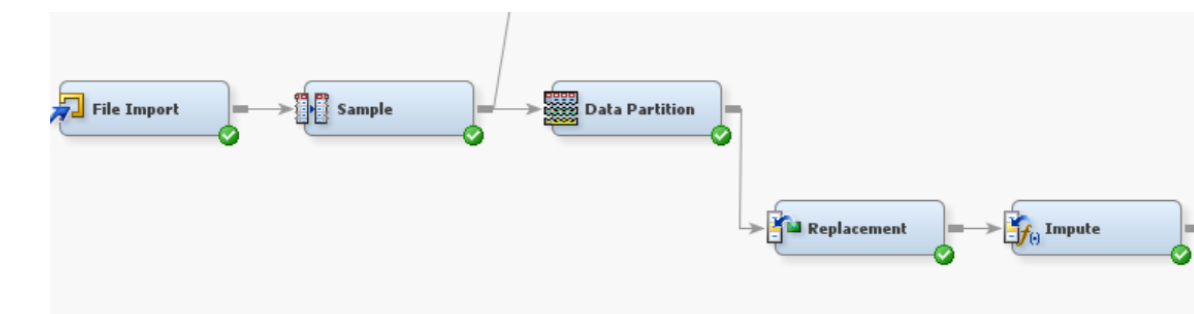 File Import
Sample
Data Partition
Replacement
Impute